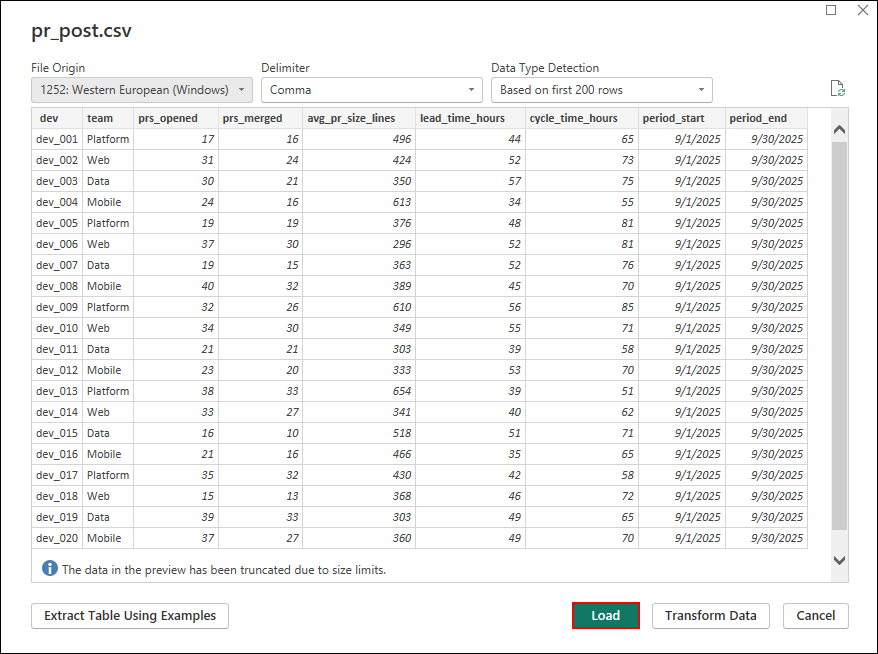 pr_post.csv
File Origin Delimiter Data Type Detection
1252: Western European (Windows) Comma Based on first 200 rows
dev team prs_opened prs_merged avg_pr_size_lines lead_time_hours cycle_time_hours period_start period_end
dev_001 Platform 17 16 496 44 65 9/1/2025 9/30/2025
dev_002 Web 31 24 424 52 73 9/1/2025 9/30/2025
dev_003 Data 30 21 350 57 75 9/1/2025 9/30/2025
dev_004 Mobile 24 16 613 34 55 9/1/2025 9/30/2025
dev_005 Platform 19 19 376 48 81 9/1/2025 9/30/2025
dev_006 Web 37 30 296 52 81 9/1/2025 9/30/2025
dev_007 Data 19 15 363 52 76 9/1/2025 9/30/2025
dev_008 Mobile 40 32 389 45 70 9/1/2025 9/30/2025
dev_009 Platform 32 26 610 56 85 9/1/2025 9/30/2025
dev_010 Web 34 30 349 55 71 9/1/2025 9/30/2025
dev_011 Data 21 21 303 39 58 9/1/2025 9/30/2025
dev_012 Mobile 23 20 333 53 70 9/1/2025 9/30/2025
dev_013 Platform 38 33 654 39 51 9/1/2025 9/30/2025
dev_014 Web 33 27 341 40 62 9/1/2025 9/30/2025
dev_015 Data 16 10 518 51 71 9/1/2025 9/30/2025
dev_016 Mobile 21 16 466 35 65 9/1/2025 9/30/2025
dev_017 Platform 35 32 430 42 58 9/1/2025 9/30/2025
dev_018 Web 15 13 368 46 72 9/1/2025 9/30/2025
dev_019 Data 39 33 303 49 65 9/1/2025 9/30/2025
dev_020 Mobile 37 27 360 49 70 9/1/2025 9/30/2025
The data in the preview has been truncated due to size limits.
Extract Table Using Examples Load Transform Data Cancel